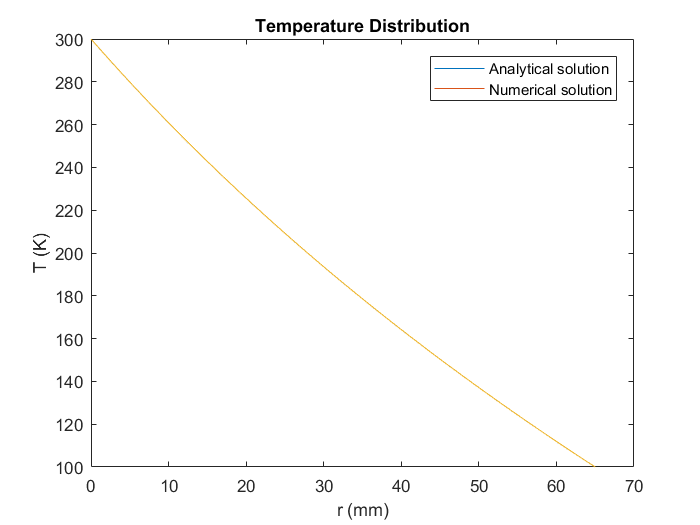 Temperature Distribution
Analytical solution
Numerical solution
300
280
260
240
220
200
180
160
140
120
100
T (K)
0 10 20 30 40 50 60 70
r (mm)